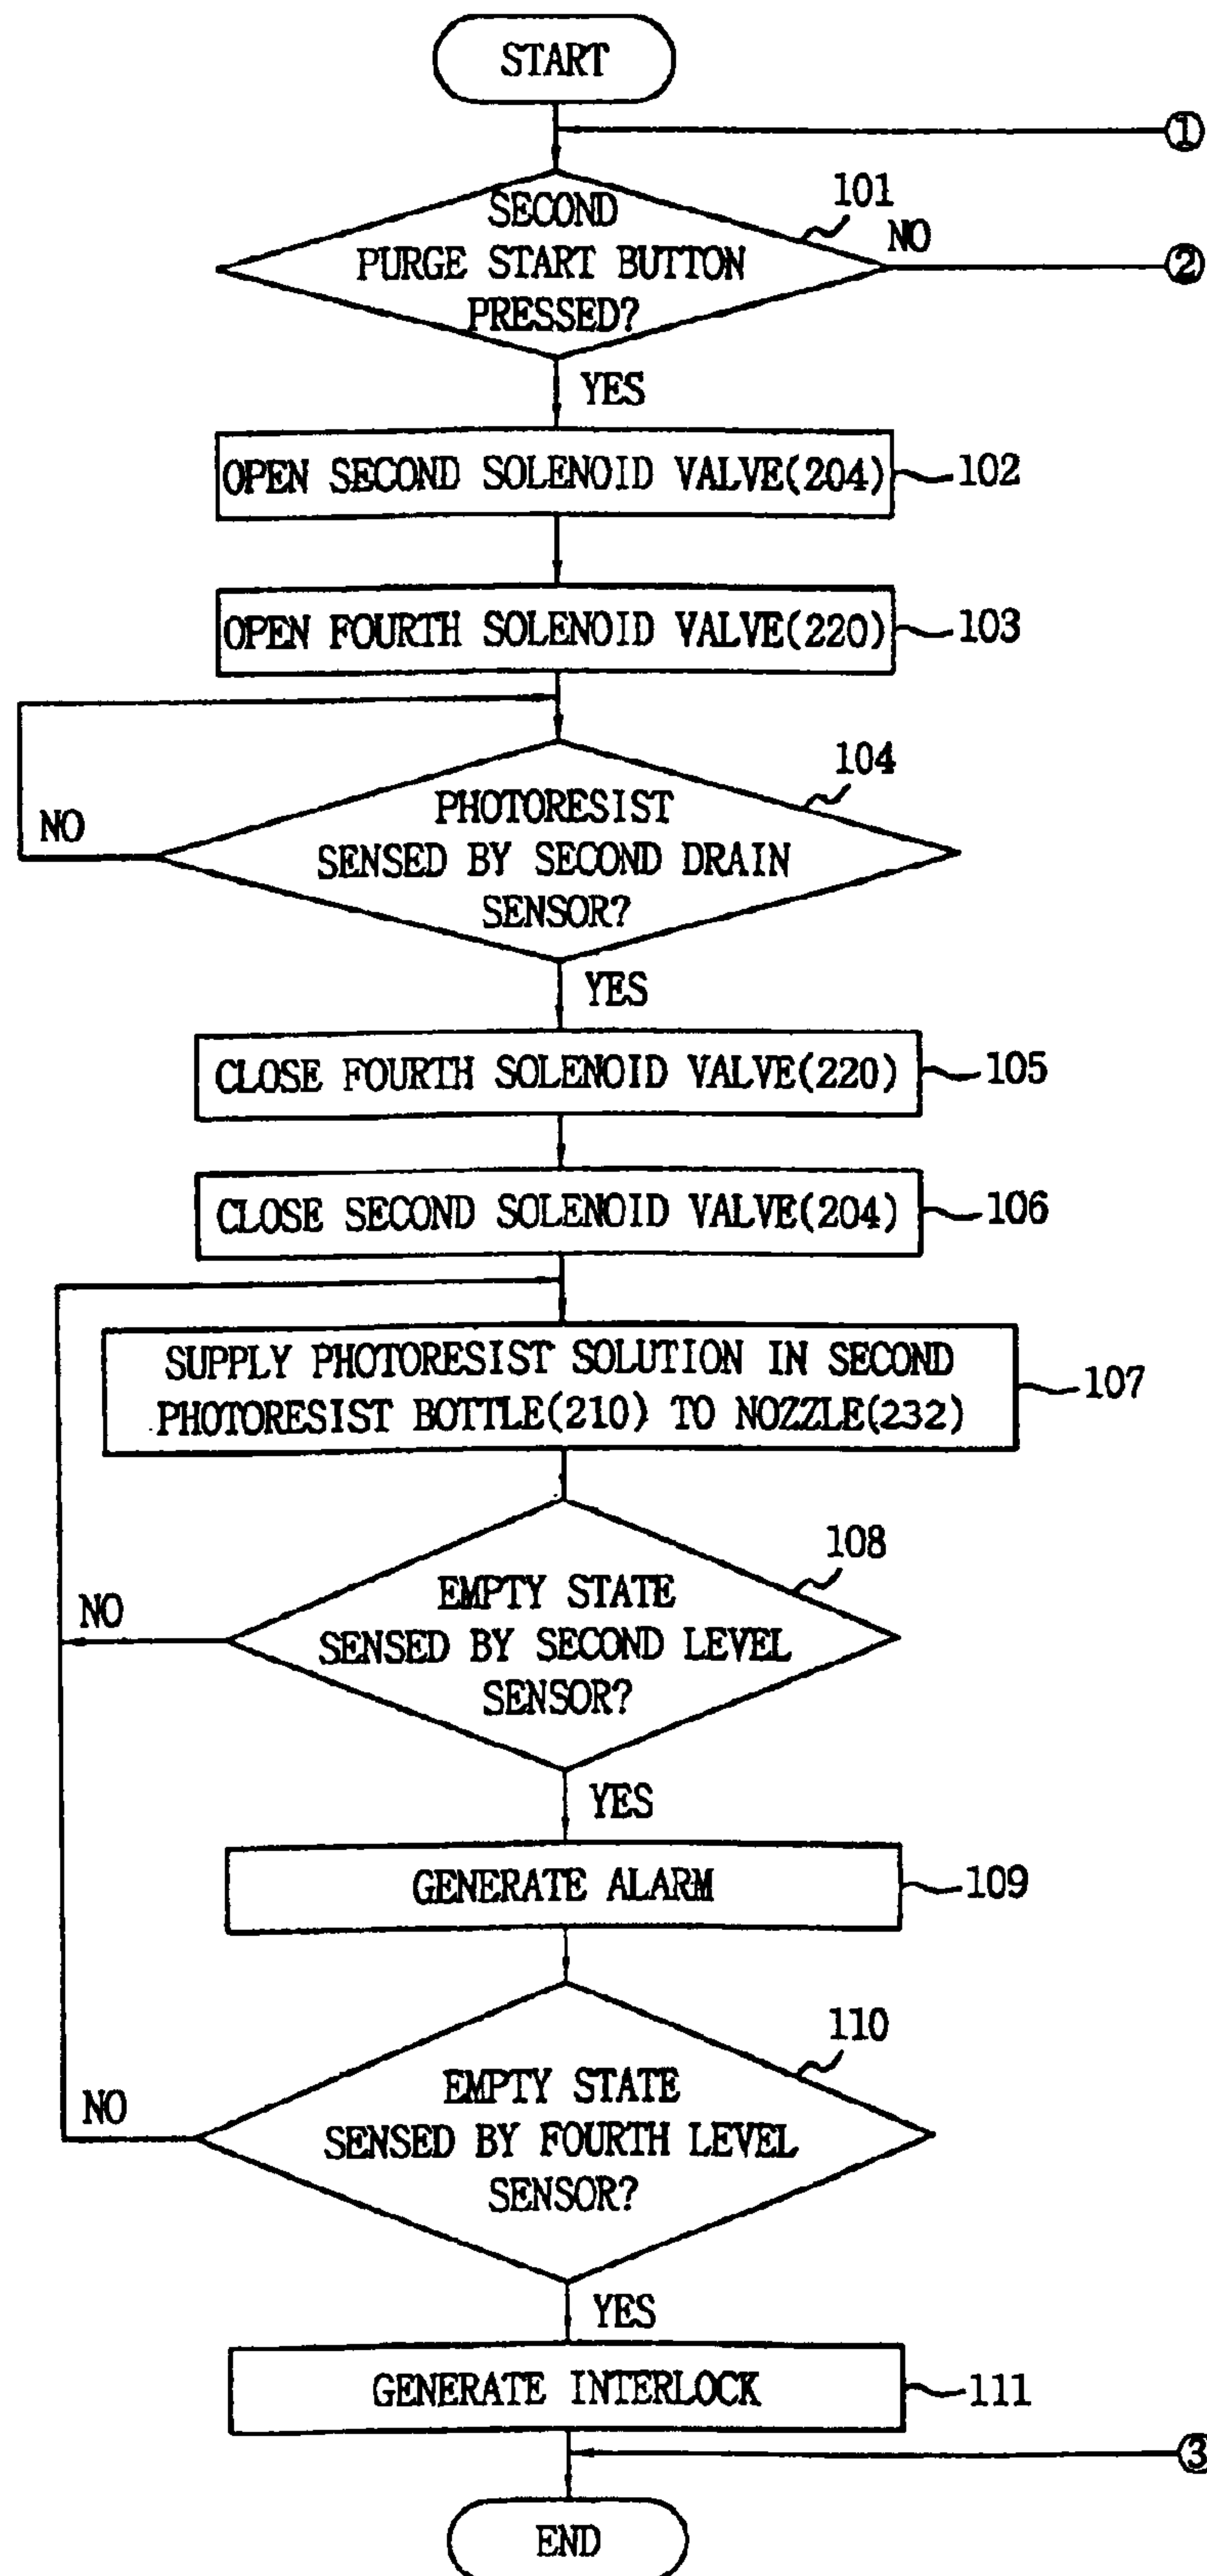 START
①
SECOND
PURGE START BUTTON
PRESSED?
101
NO
②
YES
OPEN SECOND SOLENOID VALVE(204)
102
OPEN FOURTH SOLENOID VALVE(220)
103
104
PHOTORESIST
SENSED BY SECOND DRAIN
SENSOR?
NO
YES
CLOSE FOURTH SOLENOID VALVE(220)
105
CLOSE SECOND SOLENOID VALVE(204)
106
SUPPLY PHOTORESIST SOLUTION IN SECOND
PHOTORESIST BOTTLE(210) TO NOZZLE(232)
107
108
EMPTY STATE
SENSED BY SECOND LEVEL
SENSOR?
NO
YES
GENERATE ALARM
109
110
EMPTY STATE
SENSED BY FOURTH LEVEL
SENSOR?
NO
YES
GENERATE INTERLOCK
111
③
END